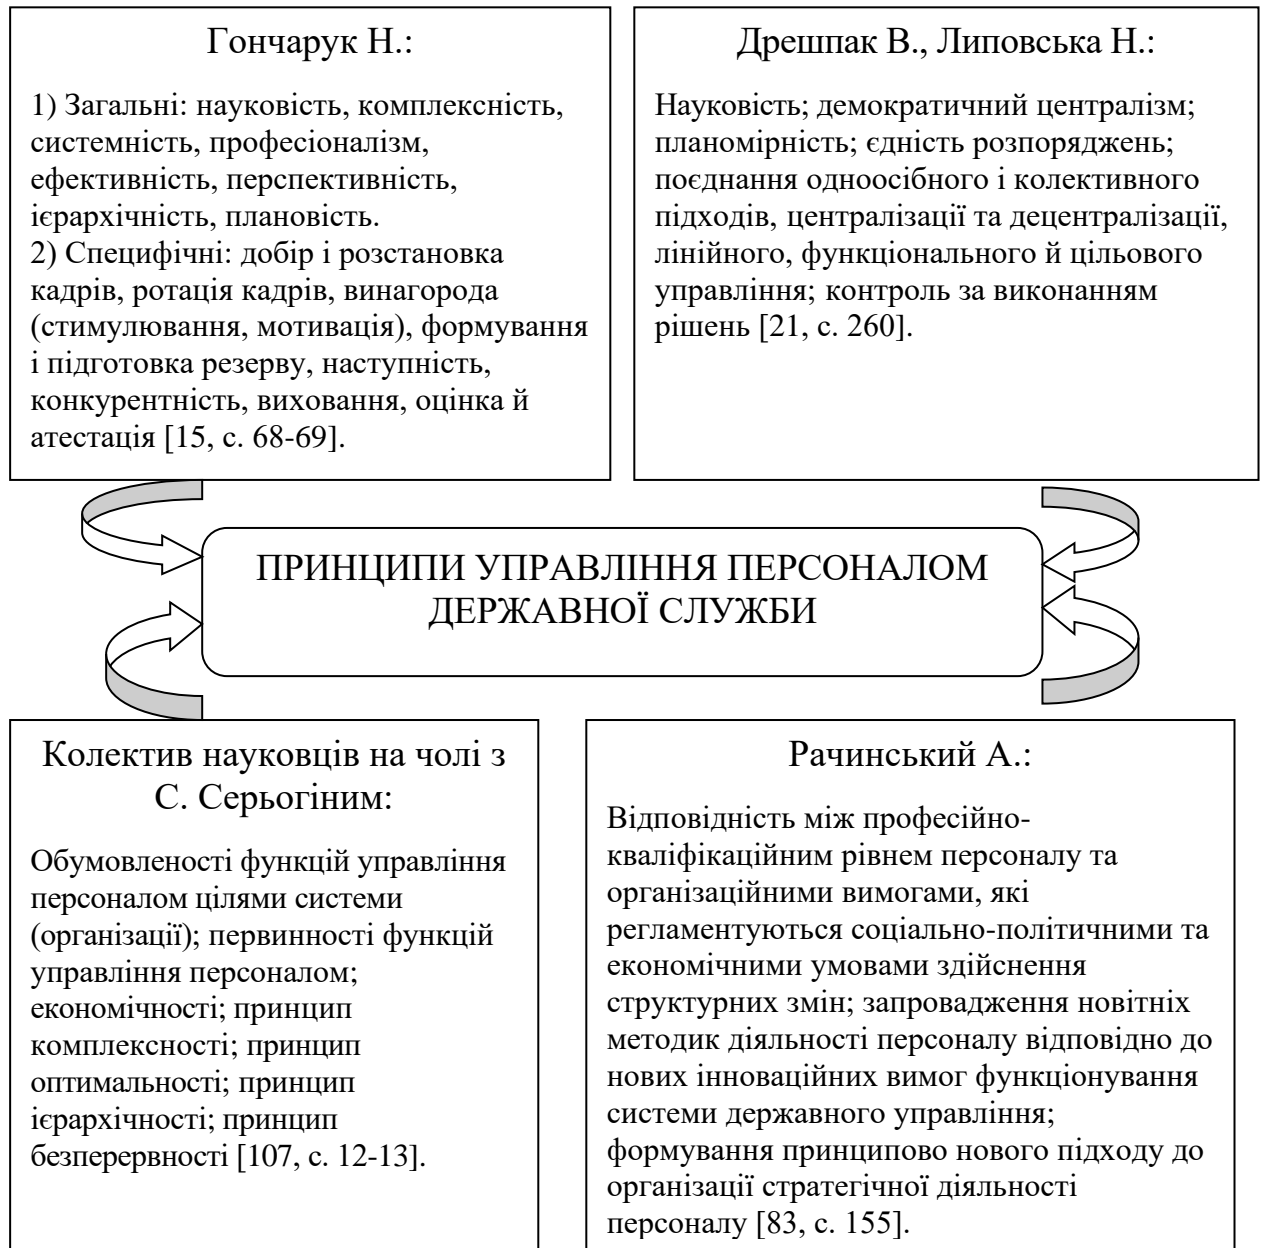 Гончарук Н.:
1) Загальні: науковість, комплексність,
системність, професіоналізм,
ефективність, перспективність,
ієрархічність, плановість.
2) Специфічні: добір і розстановка
кадрів, ротація кадрів, винагорода
(стимулювання, мотивація), формування
і підготовка резерву, наступність,
конкурентність, виховання, оцінка й
атестація [15, с. 68-69].
Дрешпак В., Липовська Н.:
Науковість; демократичний централізм;
планомірність; єдність розпоряджень;
поєднання одноосібного і колективного
підходів, централізації та децентралізації,
лінійного, функціонального й цільового
управління; контроль за виконанням
рішень [21, с. 260].
ПРИНЦИПИ УПРАВЛІННЯ ПЕРСОНАЛОМ
ДЕРЖАВНОЇ СЛУЖБИ
Колектив науковців на чолі з
С. Серьогіним:
Обумовленості функцій управління
персоналом цілями системи
(організації); первинності функцій
управління персоналом;
економічності; принцип
комплексності; принцип
оптимальності; принцип
ієрархічності; принцип
безперервності [107, с. 12-13].
Рачинський А.:
Відповідність між професійно-
кваліфікаційним рівнем персоналу та
організаційними вимогами, які
регламентуються соціально-політичними та
економічними умовами здійснення
структурних змін; запровадження новітніх
методик діяльності персоналу відповідно до
нових інноваційних вимог функціонування
системи державного управління;
формування принципово нового підходу до
організації стратегічної діяльності
персоналу [83, с. 155].